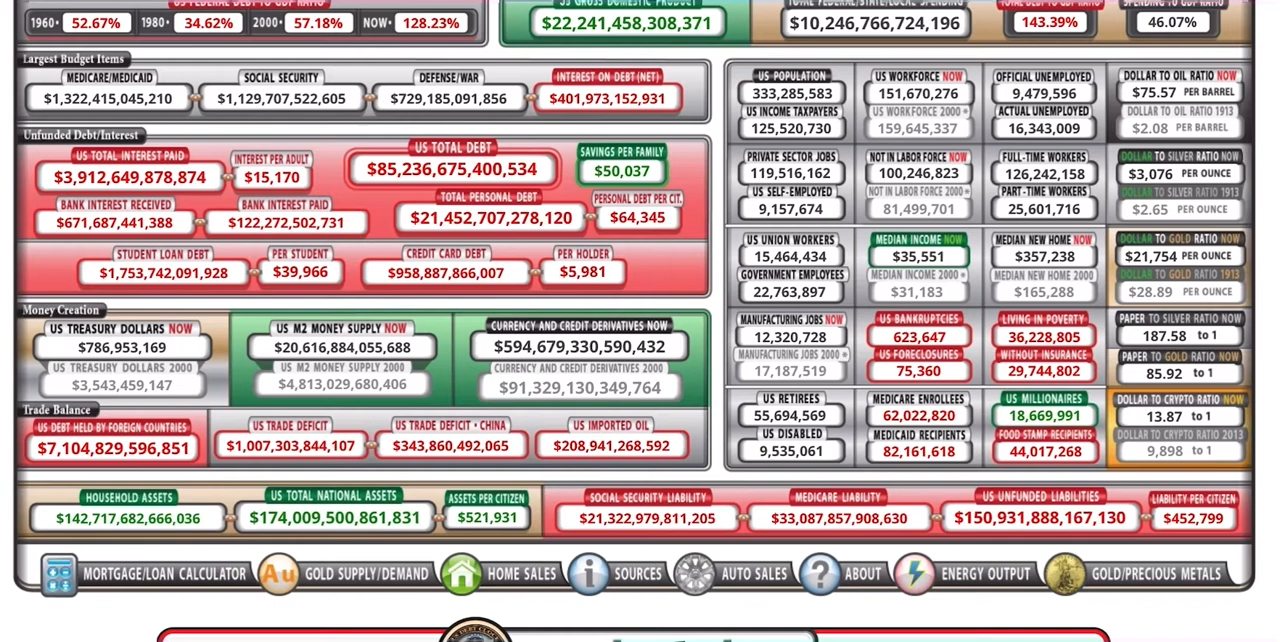 US FEDERAL DEBT TO GDP RATIO
1960• 52.67% 1980• 34.62% 2000• 57.18% NOW• 128.23%
US GROSS DOMESTIC PRODUCT
$22,241,458,308,371
TOTAL FEDERAL/STATE/LOCAL SPENDING
$10,246,766,724,196
TOTAL DEBT TO GDP RATIO
143.39%
SPENDING TO GDP RATIO
46.07%
Largest Budget Items
MEDICARE/MEDICAID
$1,322,415,045,210
SOCIAL SECURITY
$1,129,707,522,605
DEFENSE/WAR
$729,185,091,856
INTEREST ON DEBT(NET)
$401,973,152,931
Unfunded Debt/Interest
US TOTAL INTEREST PAID
$3,912,649,878,874
INTEREST PER ADULT
$15,170
US TOTAL DEBT
$85,236,675,400,534
SAVINGS PER FAMILY
$50,037
BANK INTEREST RECEIVED
$671,687,441,388
BANK INTEREST PAID
$122,272,502,731
TOTAL PERSONAL DEBT
$21,452,707,278,120
PERSONAL DEBT PER CIT.
$64,345
STUDENT LOAN DEBT
$1,753,742,091,928
PER STUDENT
$39,966
CREDIT CARD DEBT
$958,887,866,007
PER HOLDER
$5,981
Money Creation
US TREASURY DOLLARS NOW
$786,953,169
US TREASURY DOLLARS 2000
$3,543,459,147
US M2 MONEY SUPPLY NOW
$20,616,884,055,688
US M2 MONEY SUPPLY 2000
$4,813,029,680,406
CURRENCY AND CREDIT DERIVATIVES NOW
$594,679,330,590,432
CURRENCY AND CREDIT DERIVATIVES 2000
$91,329,130,349,764
Trade Balance
US DEBT HELD BY FOREIGN COUNTRIES
$7,104,829,596,851
US TRADE DEFICIT
$1,007,303,844,107
US TRADE DEFICIT • CHINA
$343,860,492,065
US IMPORTED OIL
$208,941,268,592
US POPULATION
333,285,583
US INCOME TAXPAYERS
125,520,730
US WORKFORCE NOW
151,670,276
US WORKFORCE 2000
159,645,337
OFFICIAL UNEMPLOYED
9,479,596
ACTUAL UNEMPLOYED
16,343,009
DOLLAR TO OIL RATIO NOW
$75.57 PER BARREL
DOLLAR TO OIL RATIO 1913
$2.08 PER BARREL
PRIVATE SECTOR JOBS
119,516,162
US SELF-EMPLOYED
9,157,674
NOT IN LABOR FORCE NOW
100,246,823
NOT IN LABOR FORCE 2000
81,499,701
FULL-TIME WORKERS
126,242,158
PART-TIME WORKERS
25,601,716
DOLLAR TO SILVER RATIO NOW
$3,076 PER OUNCE
DOLLAR TO SILVER RATIO 1913
$2.65 PER OUNCE
US UNION WORKERS
15,464,434
GOVERNMENT EMPLOYEES
22,763,897
MEDIAN INCOME NOW
$35,551
MEDIAN INCOME 2000
$31,183
MEDIAN NEW HOME NOW
$357,238
MEDIAN NEW HOME 2000
$165,288
DOLLAR TO GOLD RATIO NOW
$21,754 PER OUNCE
DOLLAR TO GOLD RATIO 1913
$28.89 PER OUNCE
MANUFACTURING JOBS NOW
12,320,728
MANUFACTURING JOBS 2000
17,187,519
US BANKRUPTCIES
623,647
US FORECLOSURES
75,360
LIVING IN POVERTY
36,228,805
WITHOUT INSURANCE
29,744,802
PAPER TO SILVER RATIO NOW
187.58 to 1
PAPER TO GOLD RATIO NOW
85.92 to 1
US RETIREES
55,694,569
US DISABLED
9,535,061
MEDICARE ENROLLEES
62,022,820
MEDICAID RECIPIENTS
82,161,618
US MILLIONAIRES
18,669,991
FOOD STAMP RECIPIENTS
44,017,268
DOLLAR TO CRYPTO RATIO NOW
13.87 to 1
DOLLAR TO CRYPTO RATIO 2013
9,898 to 1
HOUSEHOLD ASSETS
$142,717,682,666,036
US TOTAL NATIONAL ASSETS
$174,009,500,861,831
ASSETS PER CITIZEN
$521,931
SOCIAL SECURITY LIABILITY
$21,322,979,811,205
MEDICARE LIABILITY
$33,087,857,908,630
US UNFUNDED LIABILITIES
$150,931,888,167,130
LIABILITY PER CITIZEN
$452,799
MORTGAGE/LOAN CALCULATOR Au GOLD SUPPLY/DEMAND HOME SALES i SOURCES AUTO SALES ? ABOUT ENERGY OUTPUT GOLD/PRECIOUS METALS